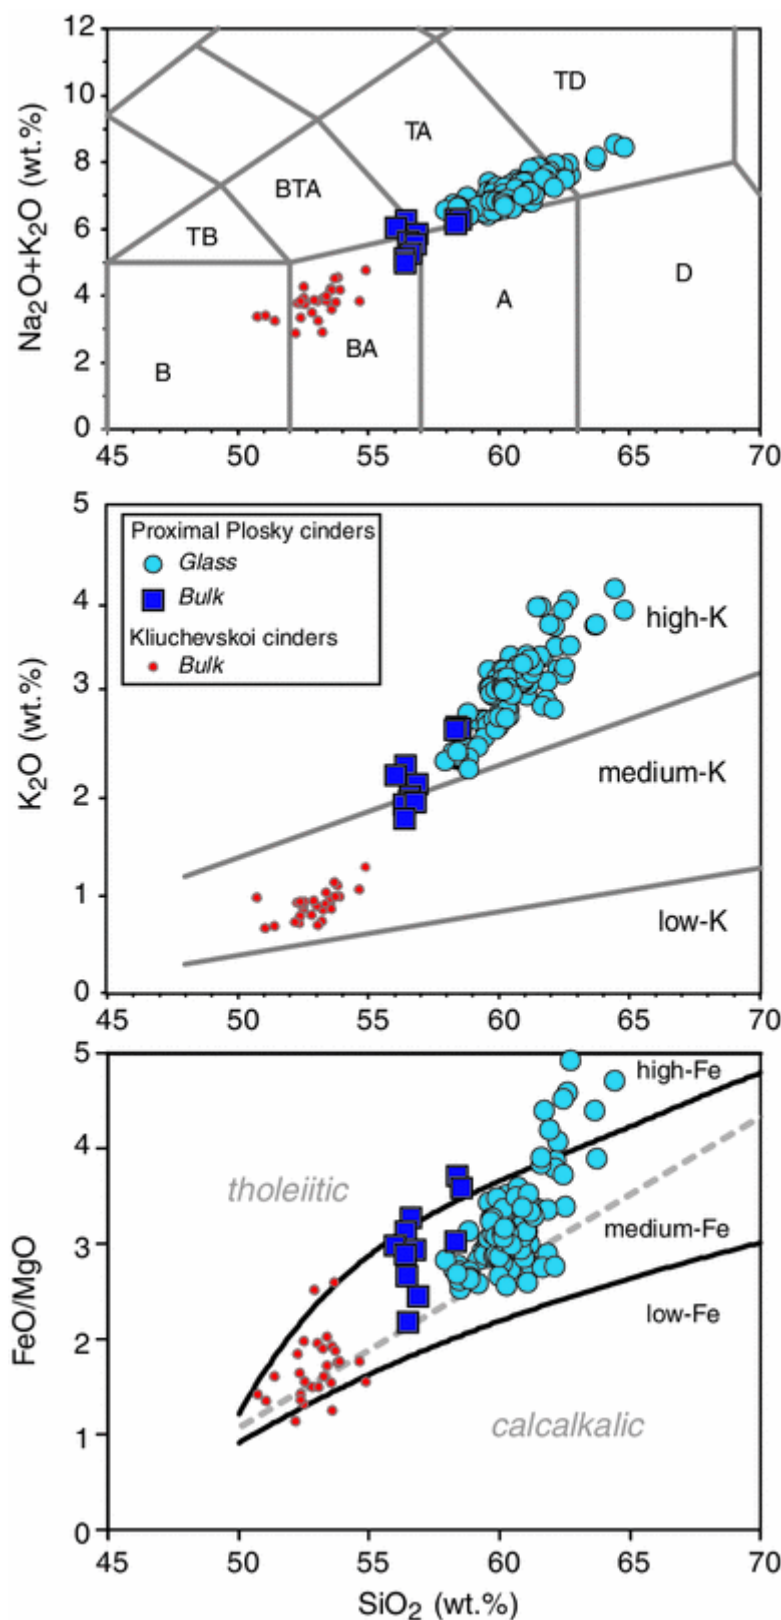 12
10
8
6
4
2
0
Na₂O+K₂O (wt.%)
TD
TA
BTA
TB
B
BA
A
D
45 50 55 60 65 70
5
4
3
2
1
0
K₂O (wt.%)
Proximal Plosky cinders
Glass
Bulk
Kliuchevskoi cinders
Bulk
high-K
medium-K
low-K
45 50 55 60 65 70
5
4
3
2
1
0
FeO/MgO
high-Fe
tholeiitic
medium-Fe
low-Fe
calcalkalic
45 50 55 60 65 70
SiO₂ (wt.%)